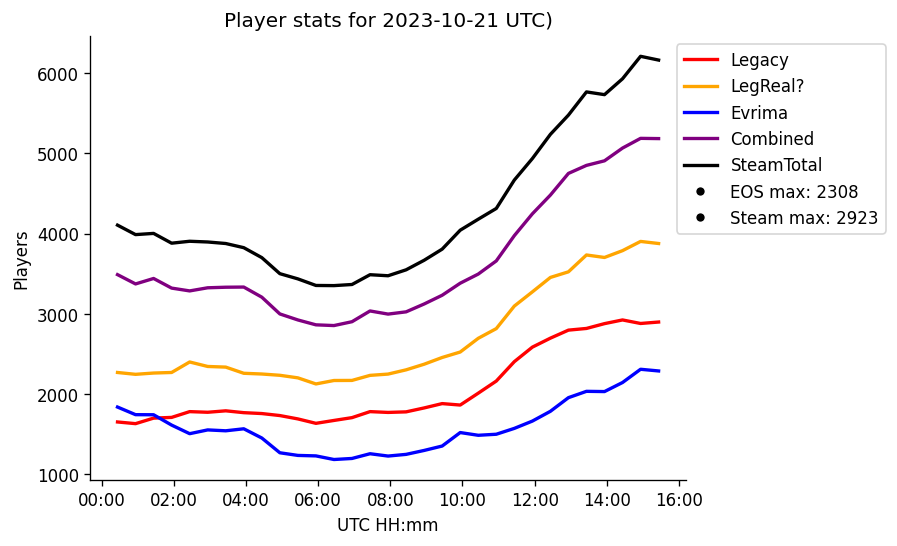 Player stats for 2023-10-21 UTC)
Players
6000
5000
4000
3000
2000
1000
00:00 02:00 04:00 06:00 08:00 10:00 12:00 14:00 16:00
UTC HH:mm
Legacy
LegReal?
Evrima
Combined
SteamTotal
EOS max: 2308
Steam max: 2923